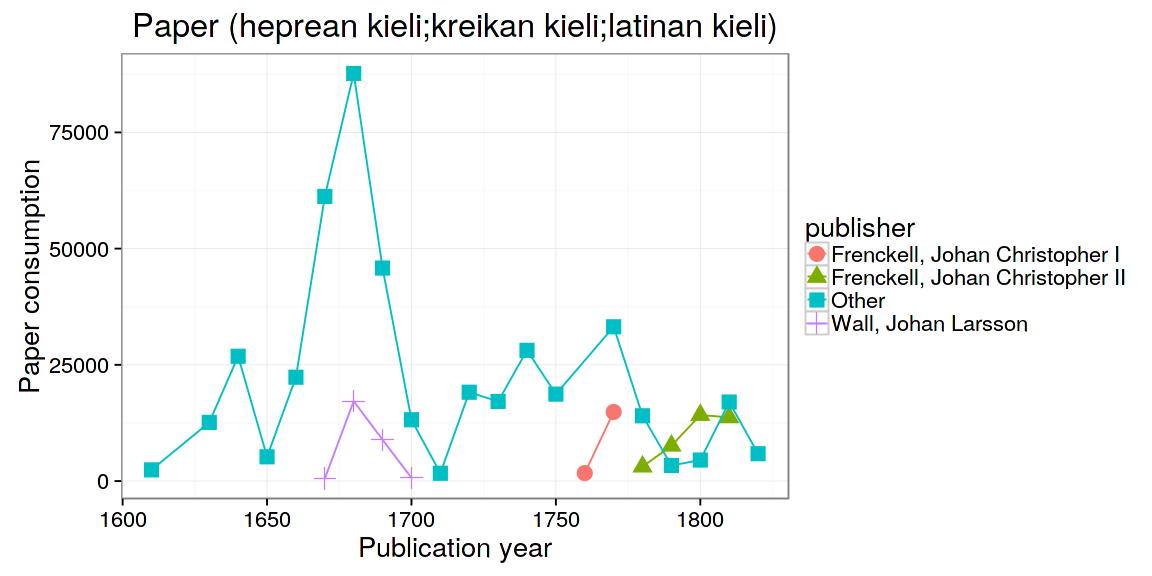 Paper (heprean kieli;kreikan kieli;latinan kieli)
Paper consumption
75000
50000
25000
0
1600
1650
1700
1750
1800
Publication year
publisher
Frenckell, Johan Christopher I
Frenckell, Johan Christopher II
Other
Wall, Johan Larsson